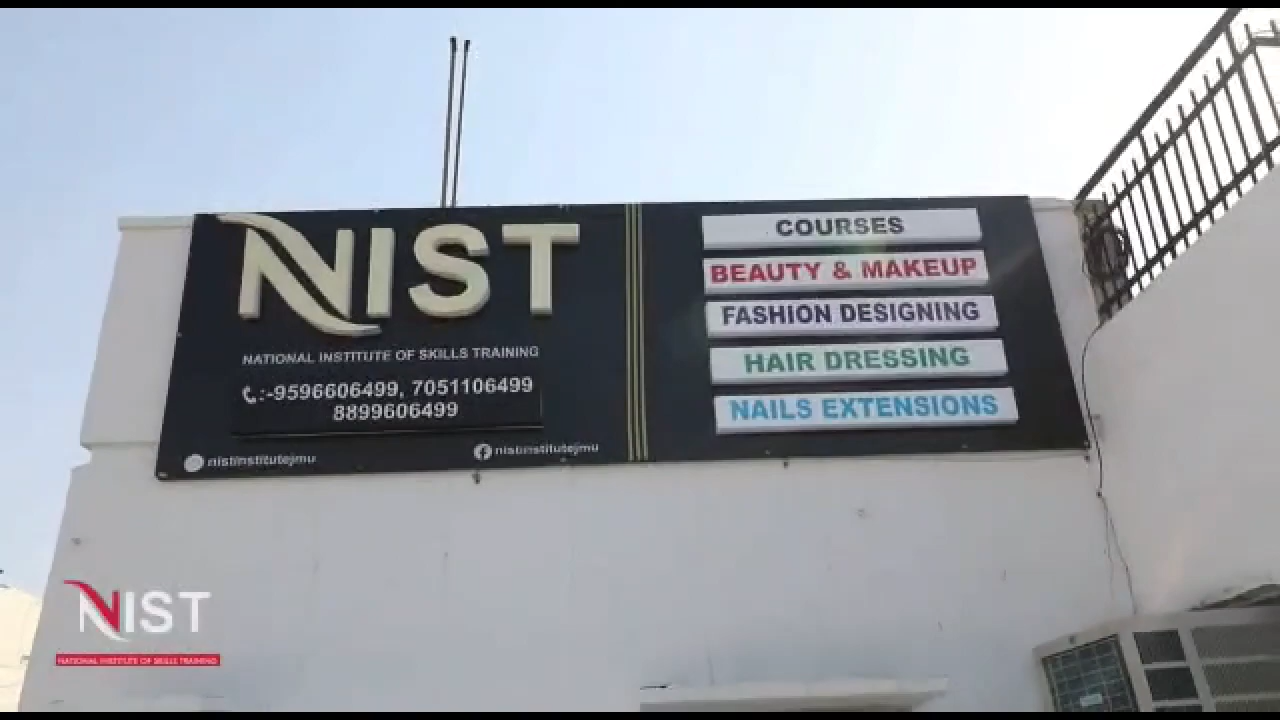 NIST
NATIONAL INSTITUTE OF SKILLS TRAINING
:-9596606499, 7051106499
8899606499
nistinstitutejmu
nistinstitutejmu
COURSES
BEAUTY & MAKEUP
FASHION DESIGNING
HAIR DRESSING
NAILS EXTENSIONS
NIST
NATIONAL INSTITUTE OF SKILLS TRAINING